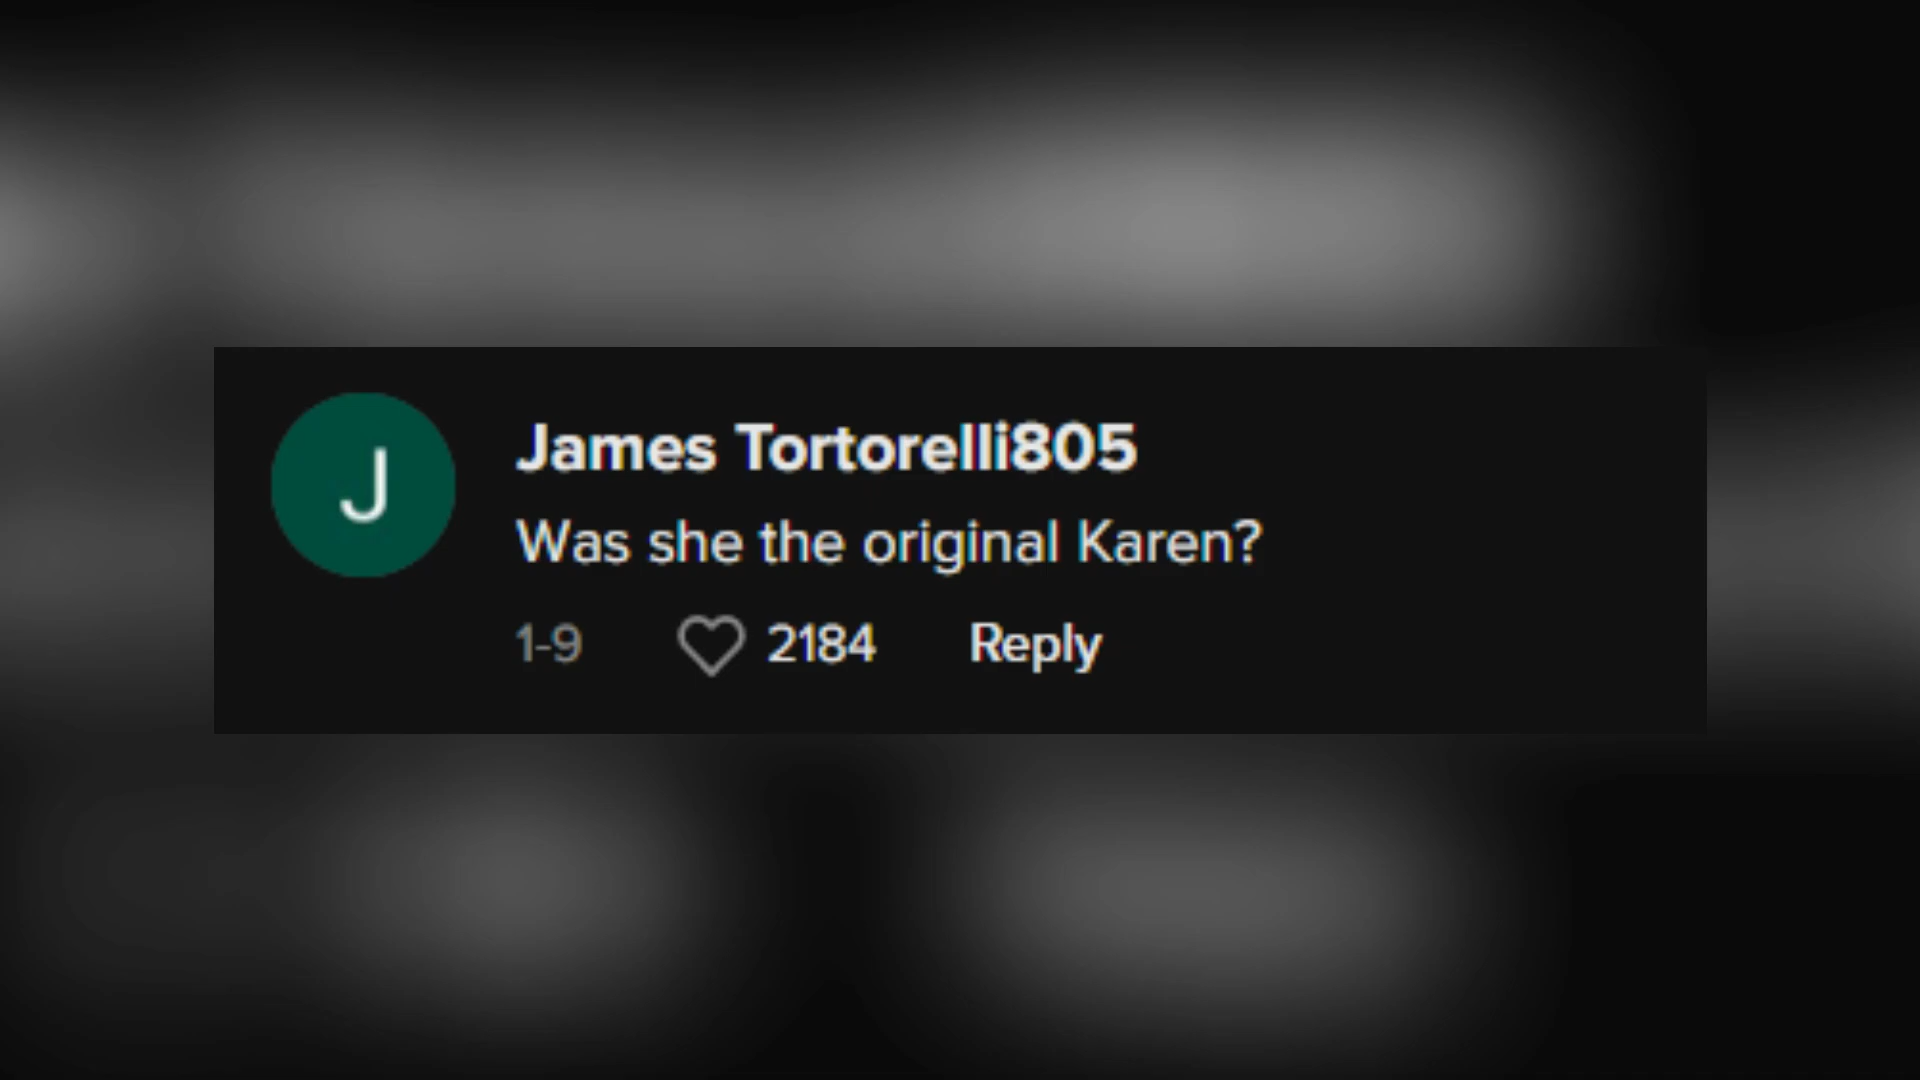 J
James Tortorelli805
Was she the original Karen?
1-9 2184 Reply